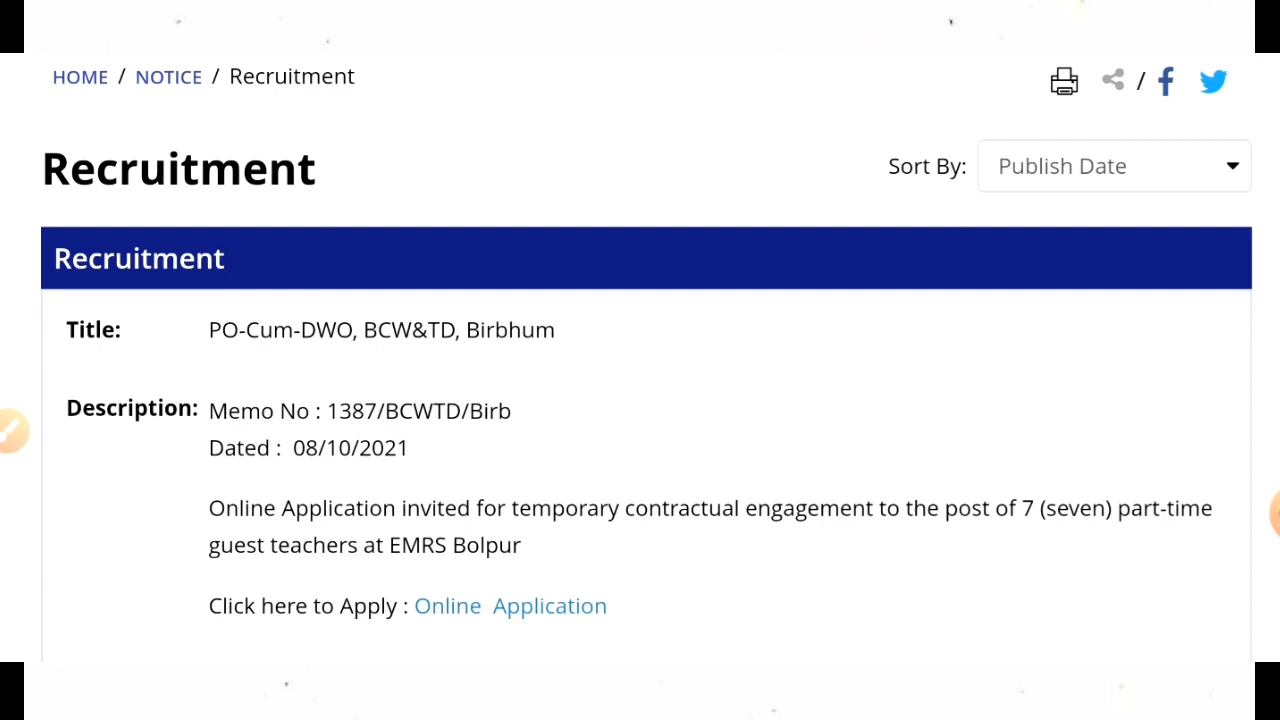 HOME / NOTICE / Recruitment
/
Recruitment
Sort By: Publish Date
Recruitment
Title: PO-Cum-DWO, BCW&TD, Birbhum
Description: Memo No : 1387/BCWTD/Birb
Dated : 08/10/2021
Online Application invited for temporary contractual engagement to the post of 7 (seven) part-time
guest teachers at EMRS Bolpur
Click here to Apply : Online Application